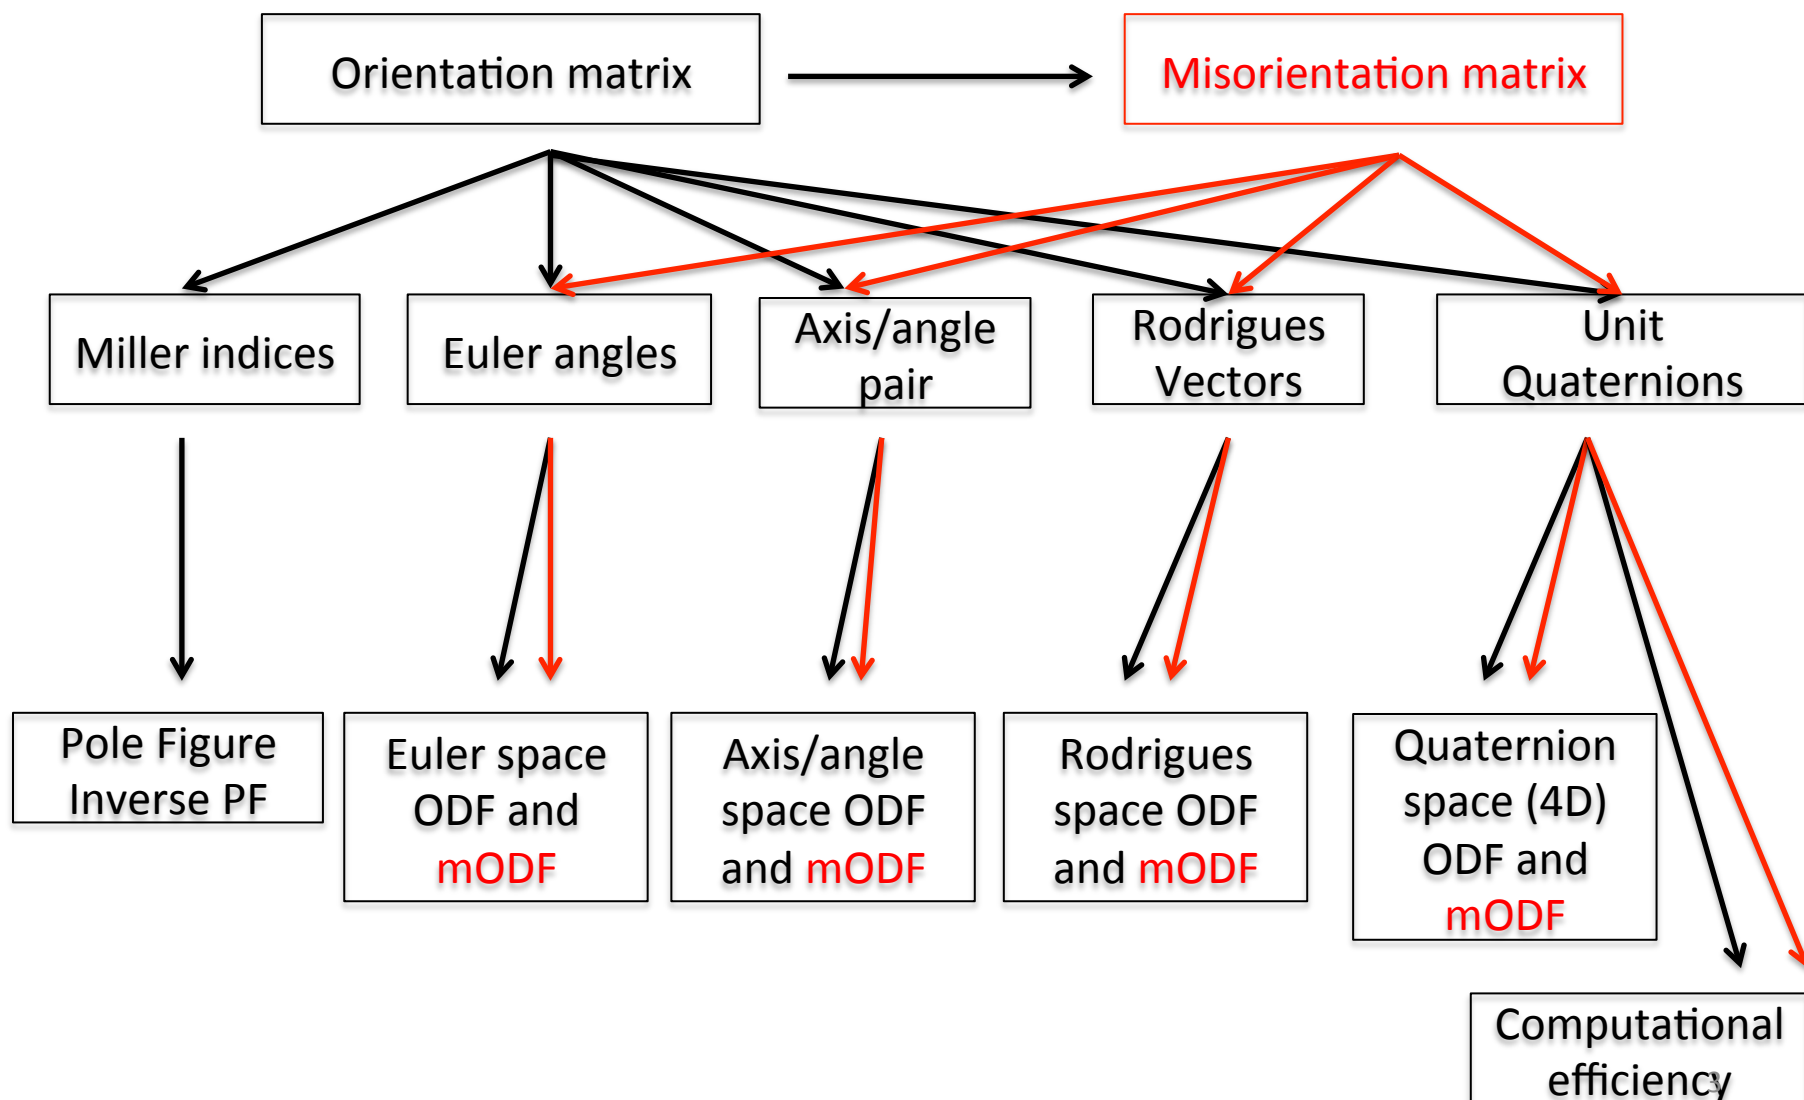 Orientation matrix
Misorientation matrix
Miller indices
Euler angles
Axis/angle
pair
Rodrigues
Vectors
Unit
Quaternions
Pole Figure
Inverse PF
Euler space
ODF and
mODF
Axis/angle
space ODF
and mODF
Rodrigues
space ODF
and mODF
Quaternion
space (4D)
ODF and
mODF
Computational
efficiency
3